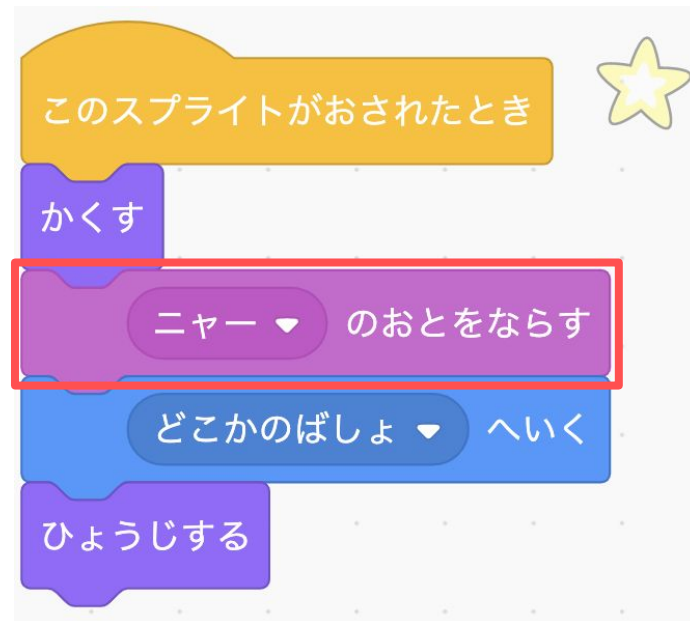 このスプライトがおされたとき
かくす
ニャー のおとをならす
どこかのばしょ へいく
ひょうじする